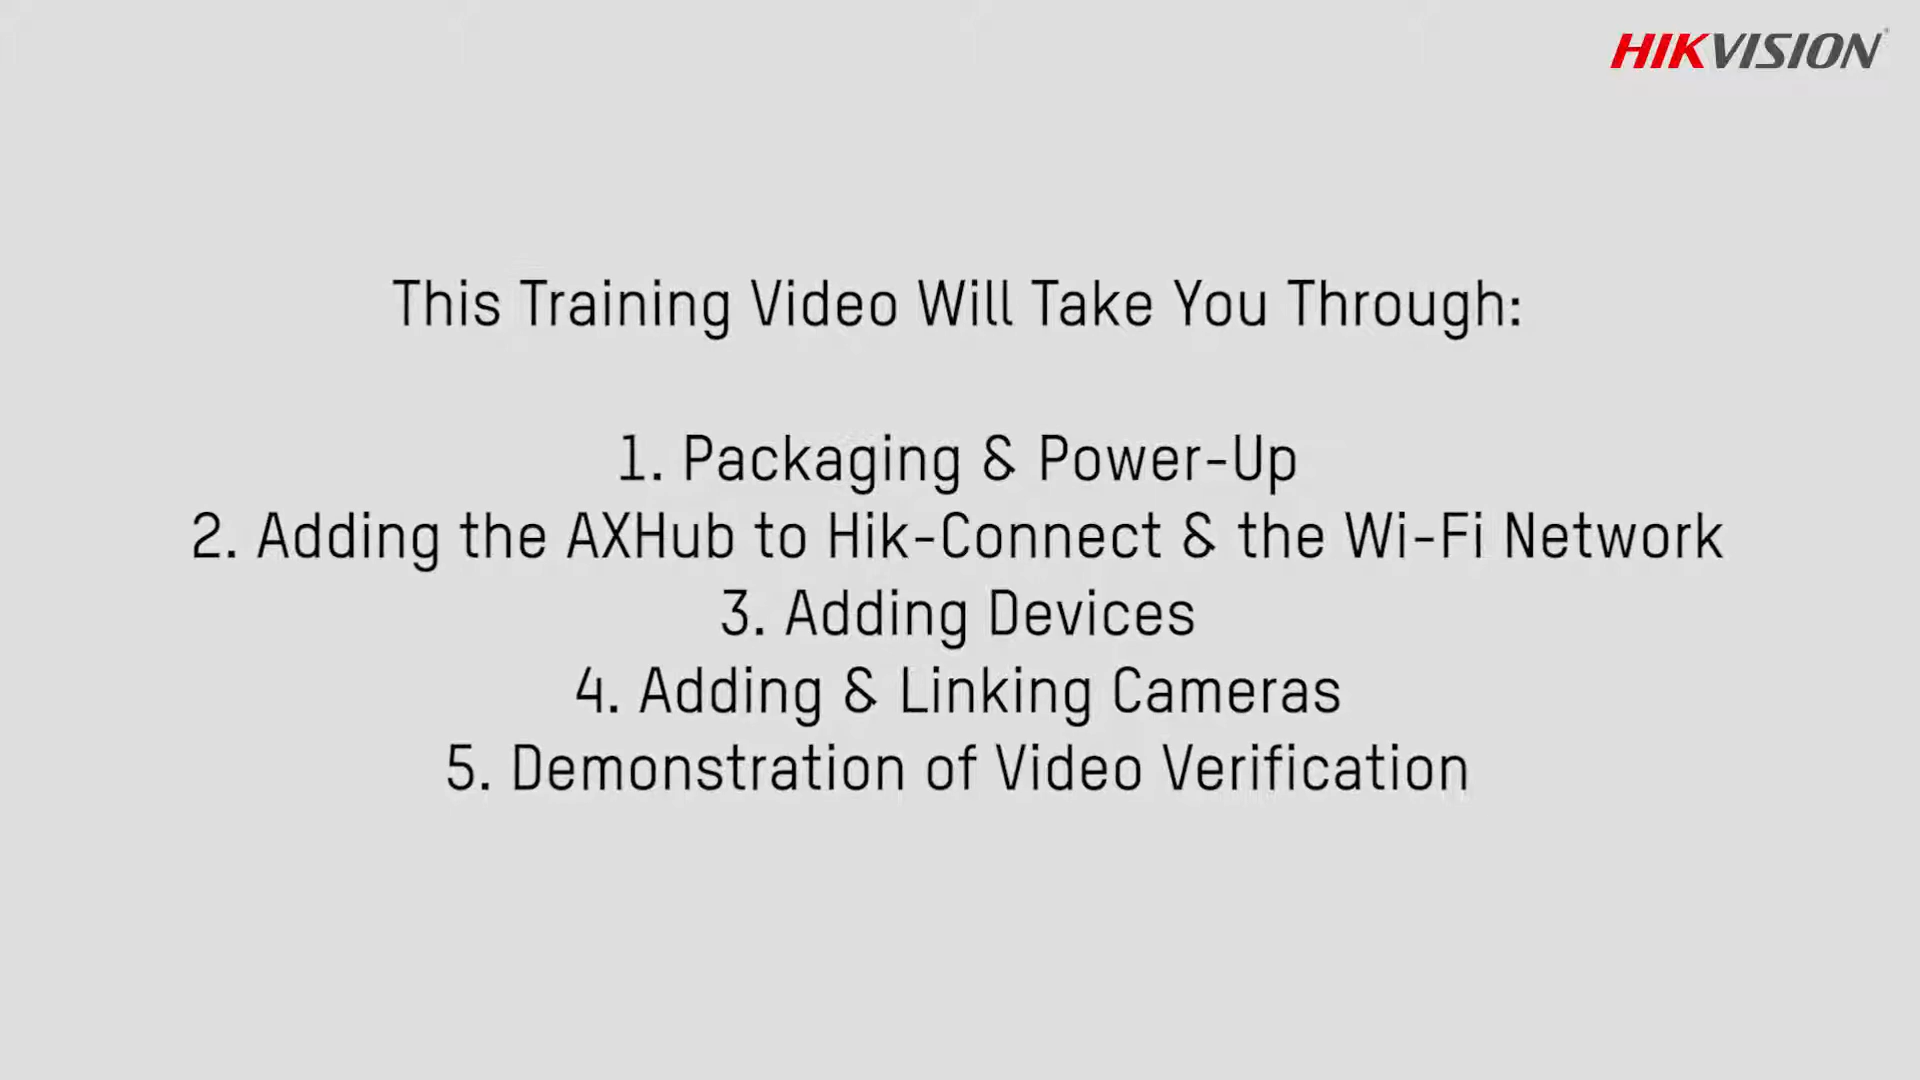 HIKVISION®
This Training Video Will Take You Through:
1. Packaging & Power-Up
2. Adding the AXHub to Hik-Connect & the Wi-Fi Network
3. Adding Devices
4. Adding & Linking Cameras
5. Demonstration of Video Verification